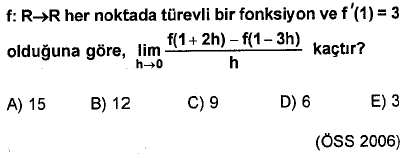 f: R→R her noktada türevli bir fonksiyon ve f'(1) = 3
olduğuna göre, lim h→0 f(1 + 2h) – f(1 – 3h) / h kaçtır?
A) 15 B) 12 C) 9 D) 6 E) 3
(ÖSS 2006)